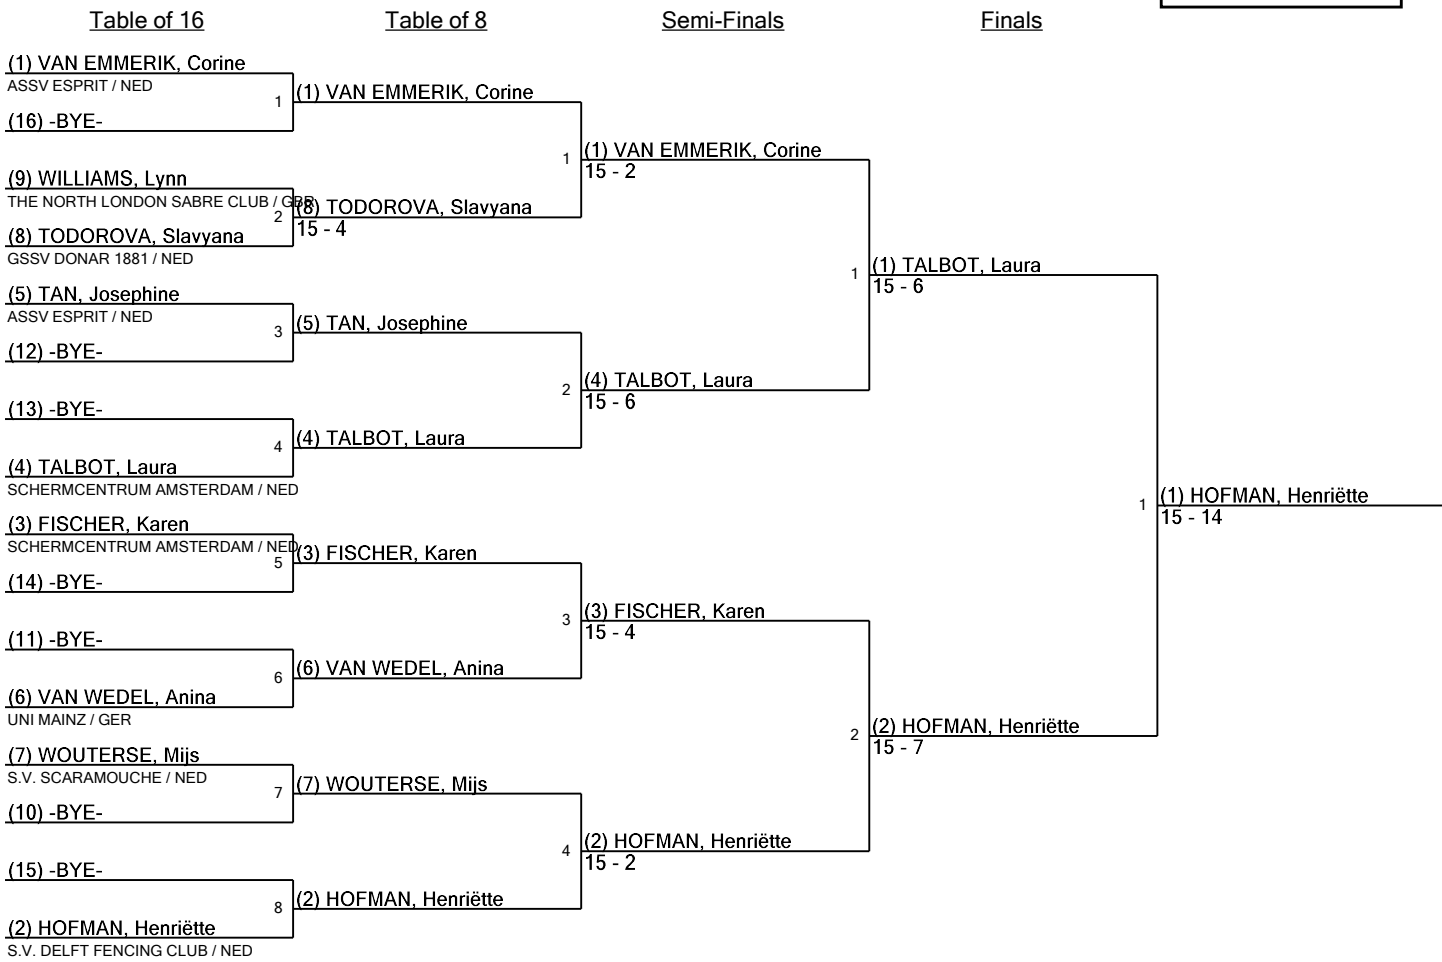 Table of 16
Table of 8
Semi-Finals
Finals
(1) VAN EMMERIK, Corine
ASSV ESPRIT / NED
(16) -BYE-
(9) WILLIAMS, Lynn
THE NORTH LONDON SABRE CLUB / GBR
(8) TODOROVA, Slavyana
GSSV DONAR 1881 / NED
(5) TAN, Josephine
ASSV ESPRIT / NED
(12) -BYE-
(13) -BYE-
(4) TALBOT, Laura
SCHERMCENTRUM AMSTERDAM / NED
(3) FISCHER, Karen
SCHERMCENTRUM AMSTERDAM / NED
(14) -BYE-
(11) -BYE-
(6) VAN WEDEL, Anina
UNI MAINZ / GER
(7) WOUTERSE, Mijs
S.V. SCARAMOUCHE / NED
(10) -BYE-
(15) -BYE-
(2) HOFMAN, Henriëtte
S.V. DELFT FENCING CLUB / NED
1
(1) VAN EMMERIK, Corine
2
(8) TODOROVA, Slavyana
15 - 4
3
(5) TAN, Josephine
4
(4) TALBOT, Laura
5
(3) FISCHER, Karen
6
(6) VAN WEDEL, Anina
7
(7) WOUTERSE, Mijs
8
(2) HOFMAN, Henriëtte
1
(1) VAN EMMERIK, Corine
15 - 2
2
(4) TALBOT, Laura
15 - 6
3
(3) FISCHER, Karen
15 - 4
4
(2) HOFMAN, Henriëtte
15 - 2
1
(1) TALBOT, Laura
15 - 6
2
(2) HOFMAN, Henriëtte
15 - 7
1
(1) HOFMAN, Henriëtte
15 - 14